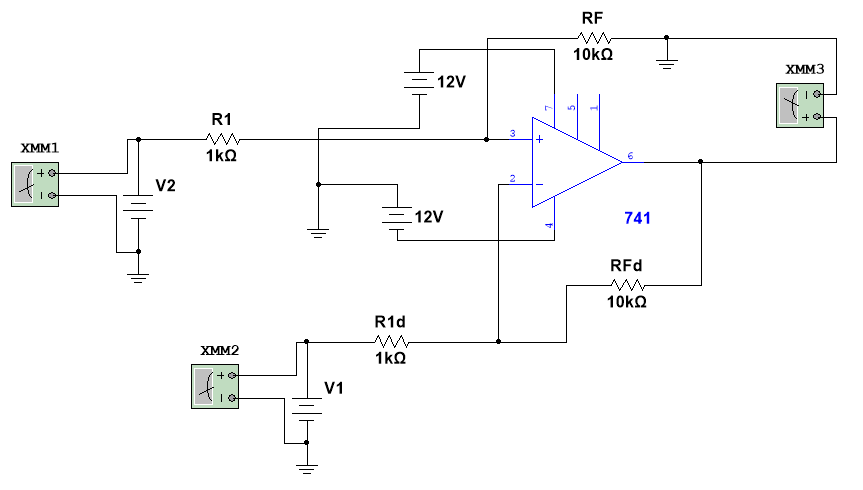 RF
10kΩ
XMM3
12V
7
5
1
R1
1kΩ
3
+
6
XMM1
+
-
V2
2
-
12V
4
741
RFd
10kΩ
R1d
1kΩ
XMM2
+
-
V1
-
+